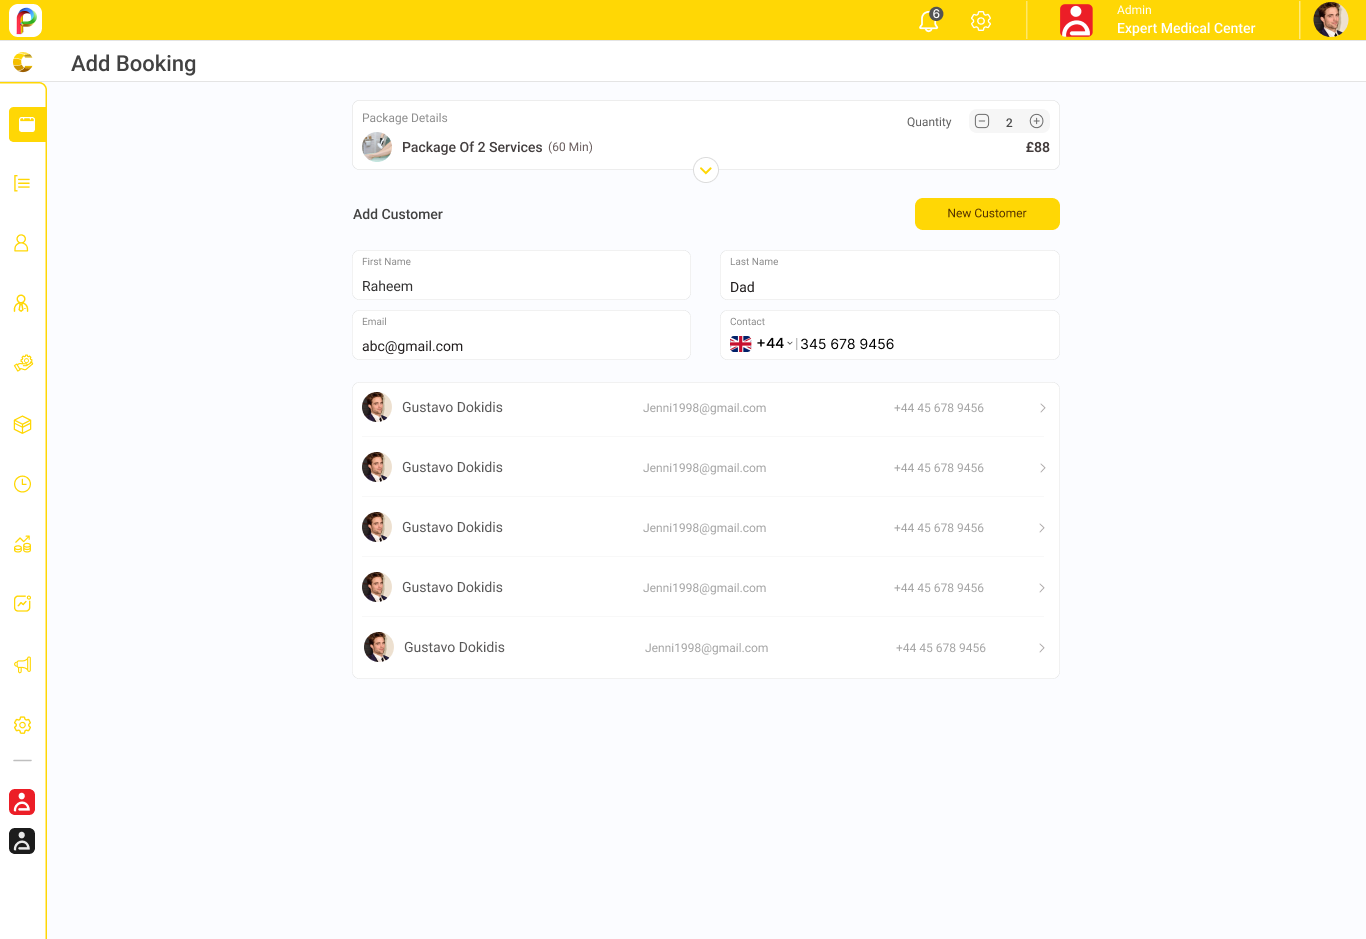 6
Admin
Expert Medical Center
Add Booking
Package Details
Quantity 2
Package Of 2 Services (60 Min) £88
Add Customer
New Customer
First Name
Raheem
Last Name
Dad
Email
abc@gmail.com
Contact
+44 345 678 9456
Gustavo Dokidis Jenni1998@gmail.com +44 45 678 9456
Gustavo Dokidis Jenni1998@gmail.com +44 45 678 9456
Gustavo Dokidis Jenni1998@gmail.com +44 45 678 9456
Gustavo Dokidis Jenni1998@gmail.com +44 45 678 9456
Gustavo Dokidis Jenni1998@gmail.com +44 45 678 9456